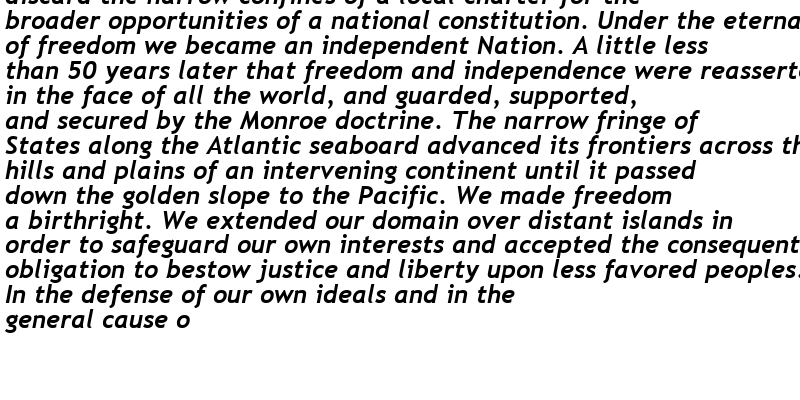 discard the narrow confines of a local charter for the
broader opportunities of a national constitution. Under the eterna
of freedom we became an independent Nation. A little less
than 50 years later that freedom and independence were reasserte
in the face of all the world, and guarded, supported,
and secured by the Monroe doctrine. The narrow fringe of
States along the Atlantic seaboard advanced its frontiers across th
hills and plains of an intervening continent until it passed
down the golden slope to the Pacific. We made freedom
a birthright. We extended our domain over distant islands in
order to safeguard our own interests and accepted the consequent
obligation to bestow justice and liberty upon less favored peoples.
In the defense of our own ideals and in the
general cause o